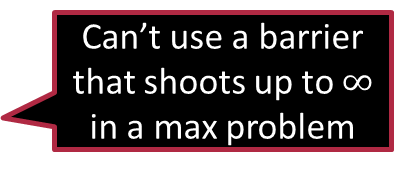 Can’t use a barrier
that shoots up to ∞
in a max problem